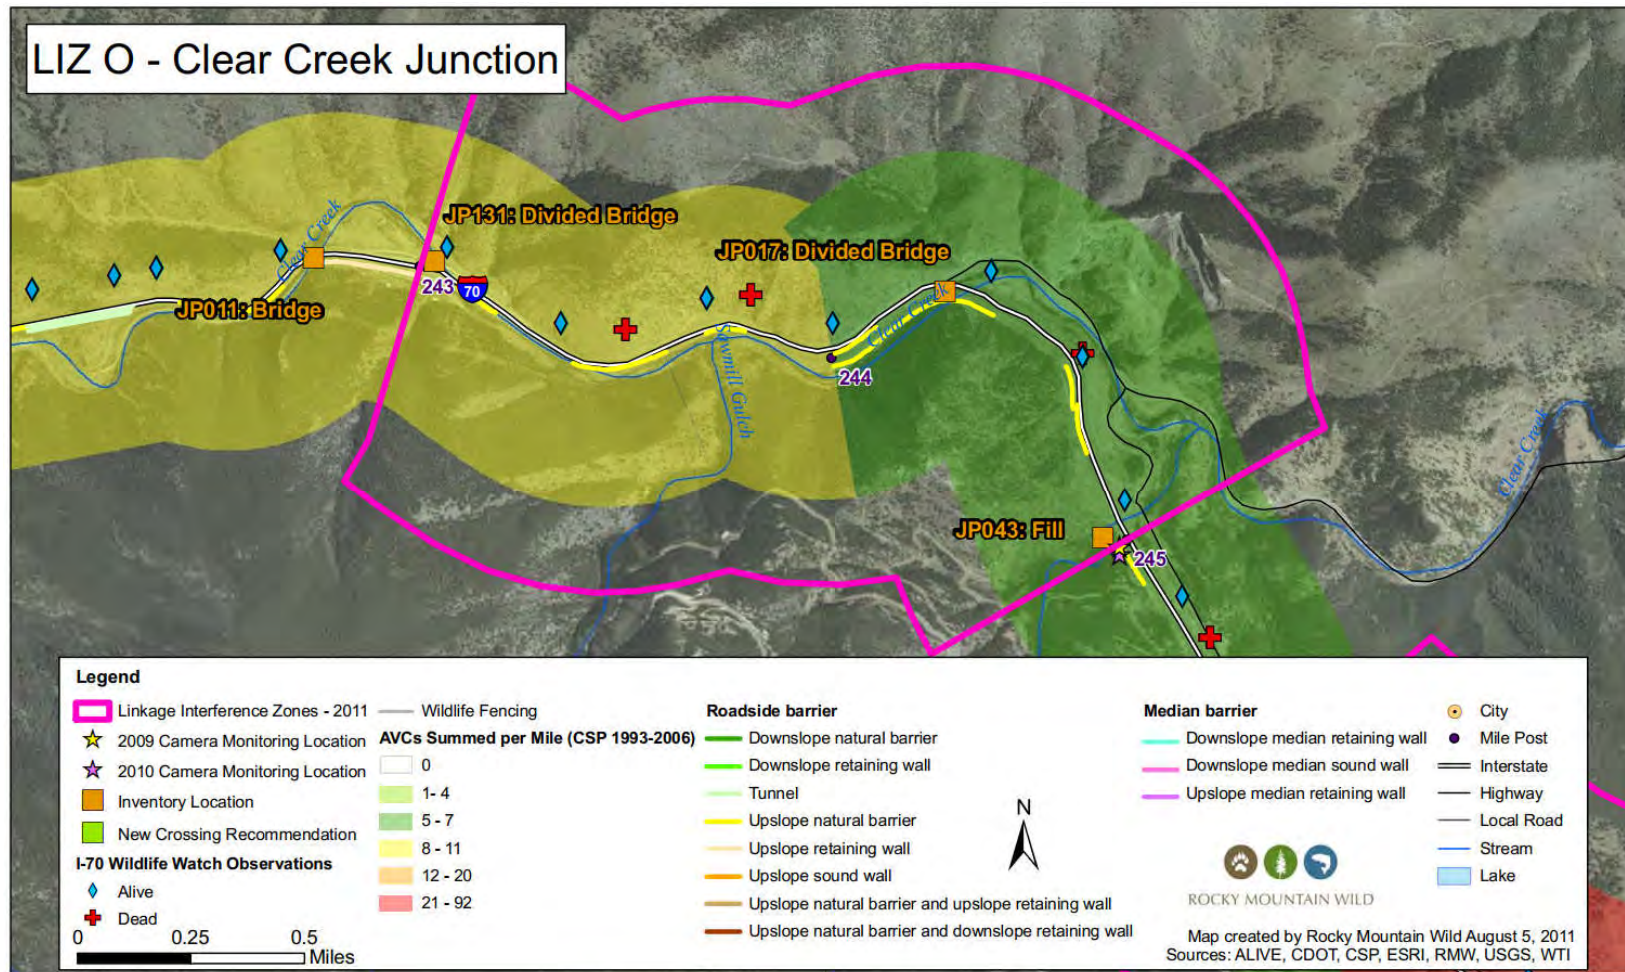 LIZ O - Clear Creek Junction
JP131: Divided Bridge
Clear Creek
JP017: Divided Bridge
243
70
JP011: Bridge
Clear Creek
Sawmill Gulch
244
Clear Creek
JP043: Fill
245
Legend
Linkage Interference Zones - 2011
2009 Camera Monitoring Location
2010 Camera Monitoring Location
Inventory Location
New Crossing Recommendation
I-70 Wildlife Watch Observations
Alive
Dead
0 0.25 0.5
Miles
Wildlife Fencing
AVCs Summed per Mile (CSP 1993-2006)
0
1- 4
5 - 7
8 - 11
12 - 20
21 - 92
Roadside barrier
Downslope natural barrier
Downslope retaining wall
Tunnel
Upslope natural barrier
Upslope retaining wall
Upslope sound wall
Upslope natural barrier and upslope retaining wall
Upslope natural barrier and downslope retaining wall
N
Median barrier
Downslope median retaining wall
Downslope median sound wall
Upslope median retaining wall
City
Mile Post
Interstate
Highway
Local Road
Stream
Lake
ROCKY MOUNTAIN WILD
Map created by Rocky Mountain Wild August 5, 2011
Sources: ALIVE, CDOT, CSP, ESRI, RMW, USGS, WTI